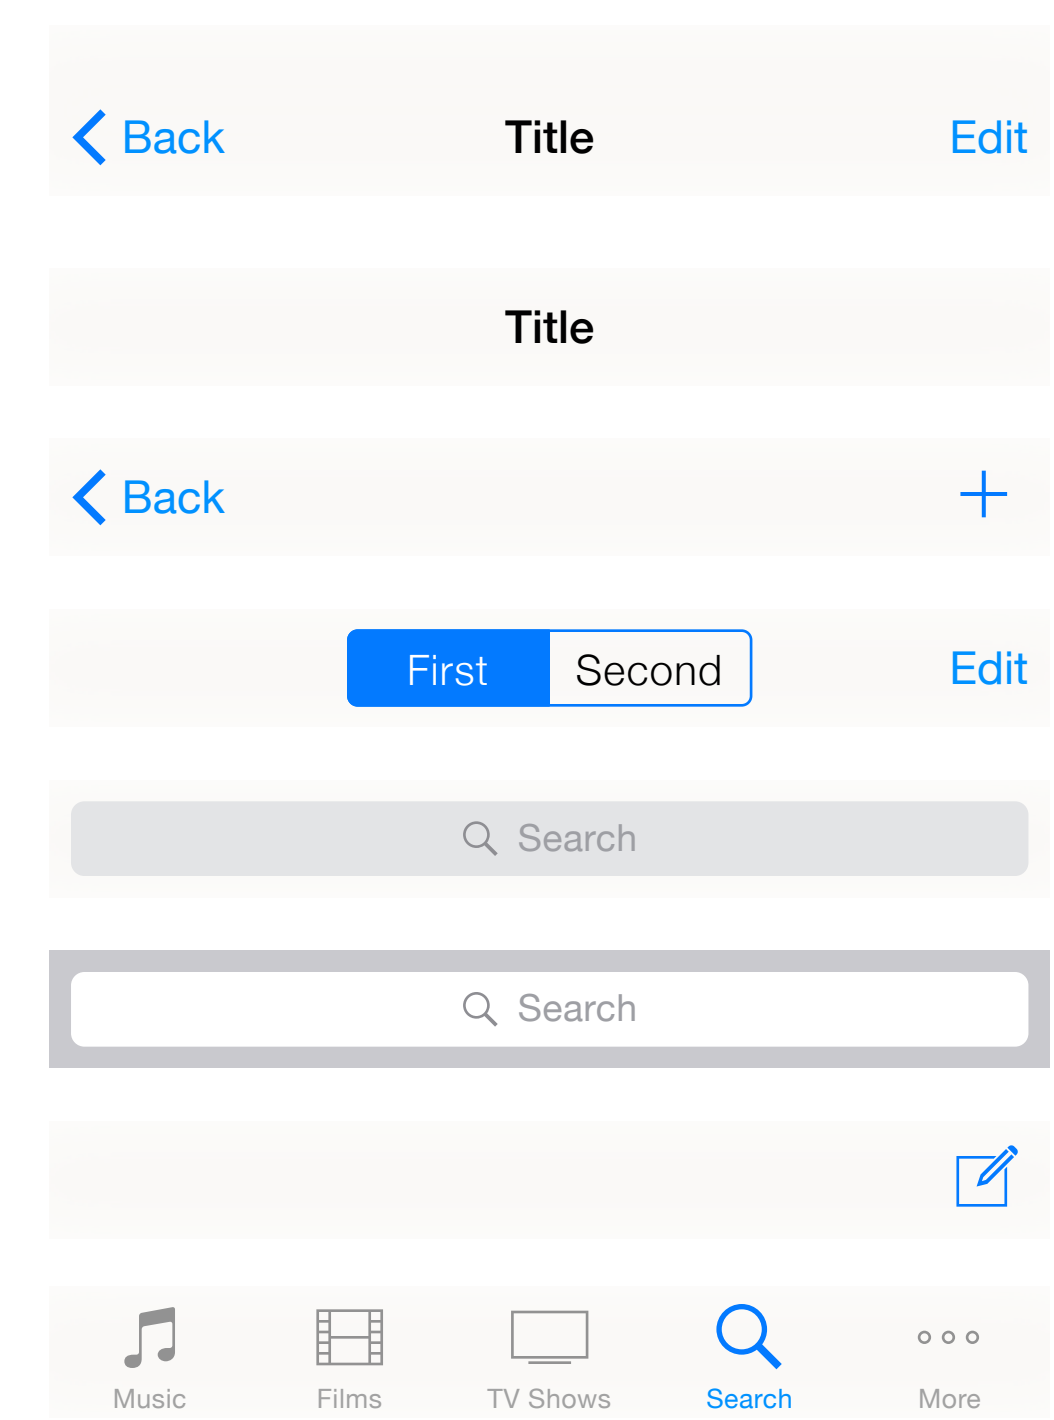 Back Title Edit
Title
Back
First Second Edit
Search
Search
Music Films TV Shows Search More